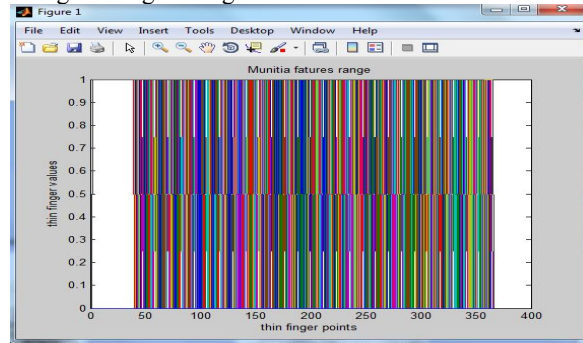 Figure 1
File Edit View Insert Tools Desktop Window Help
Munitia fatures range
1
0.9
0.8
0.7
0.6
0.5
0.4
0.3
0.2
0.1
0
thin finger values
0 50 100 150 200 250 300 350 400
thin finger points